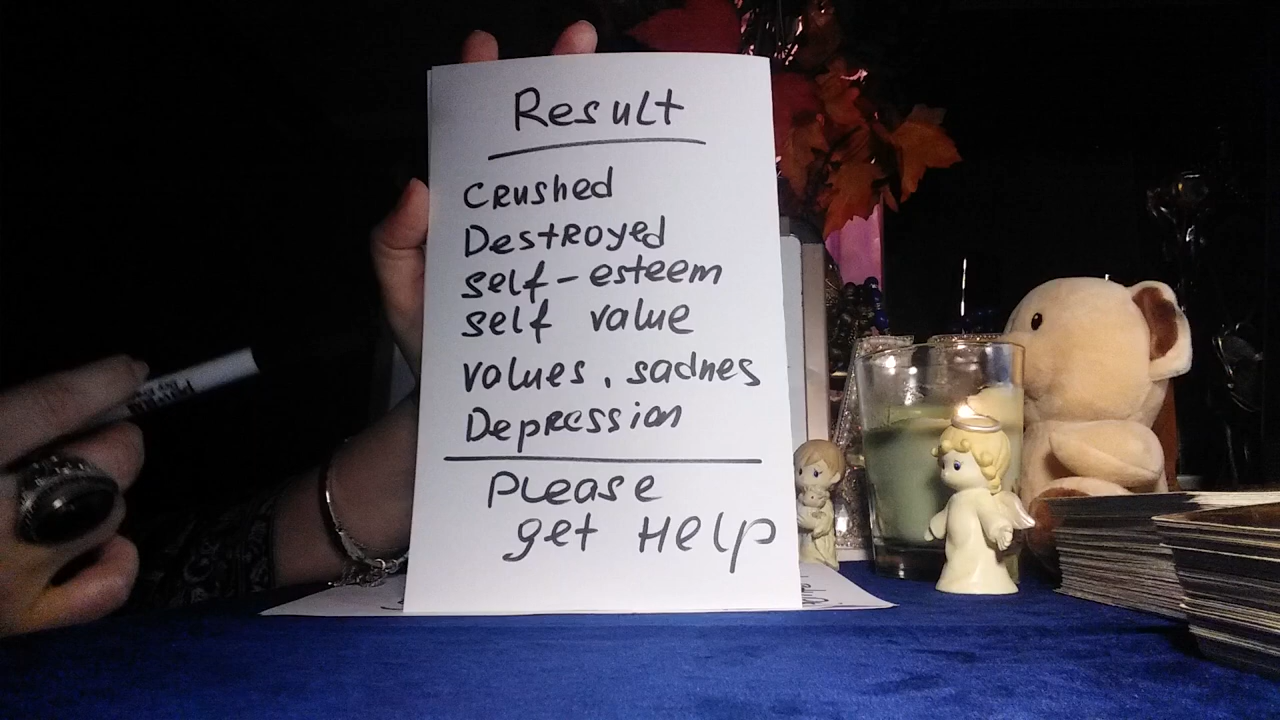 Result
Crushed
Destroyed
self-esteem
self value
values, sadnes
Depression
Please
get Help